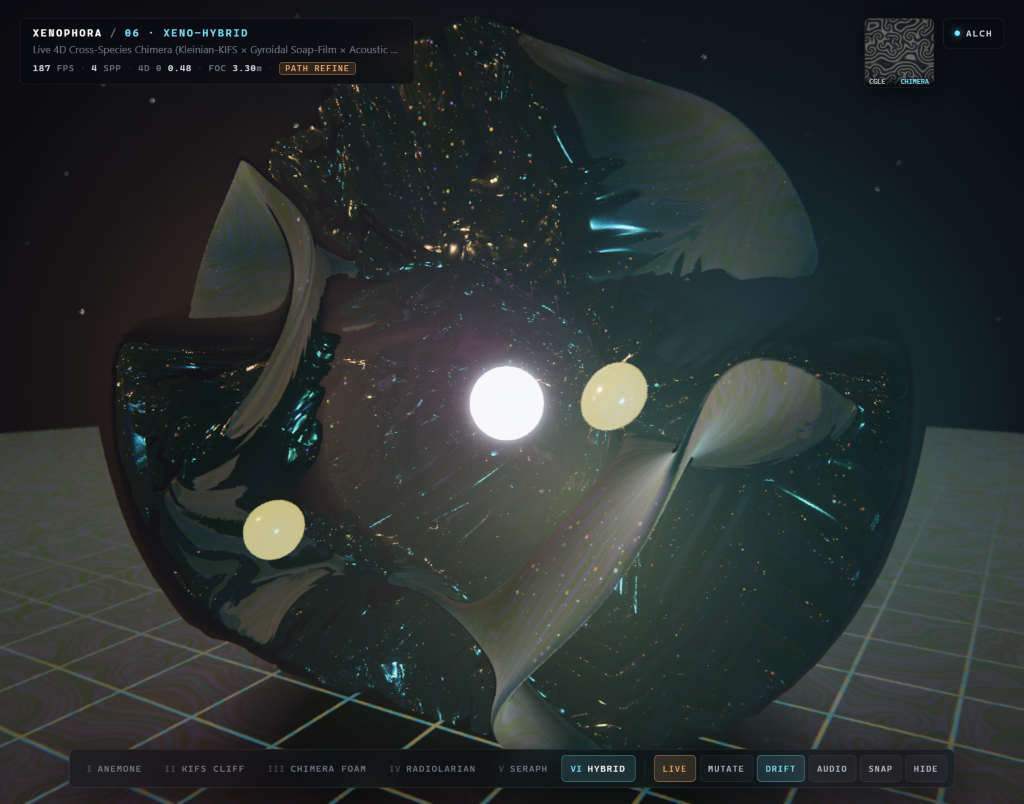 XENOPHORA / 06 · XENO-HYBRID
Live 4D Cross-Species Chimera (Kleinian-KIFS × Gyroidal Soap-Film × Acoustic ...
187 FPS · 4 SPP · 4D θ 0.48 · FOC 3.30m · PATH REFINE
CGLE CHIMERA
ALCH
I ANEMONE II KIFS CLIFF III CHIMERA FOAM IV RADIOLARIAN V SERAPH VI HYBRID LIVE MUTATE DRIFT AUDIO SNAP HIDE